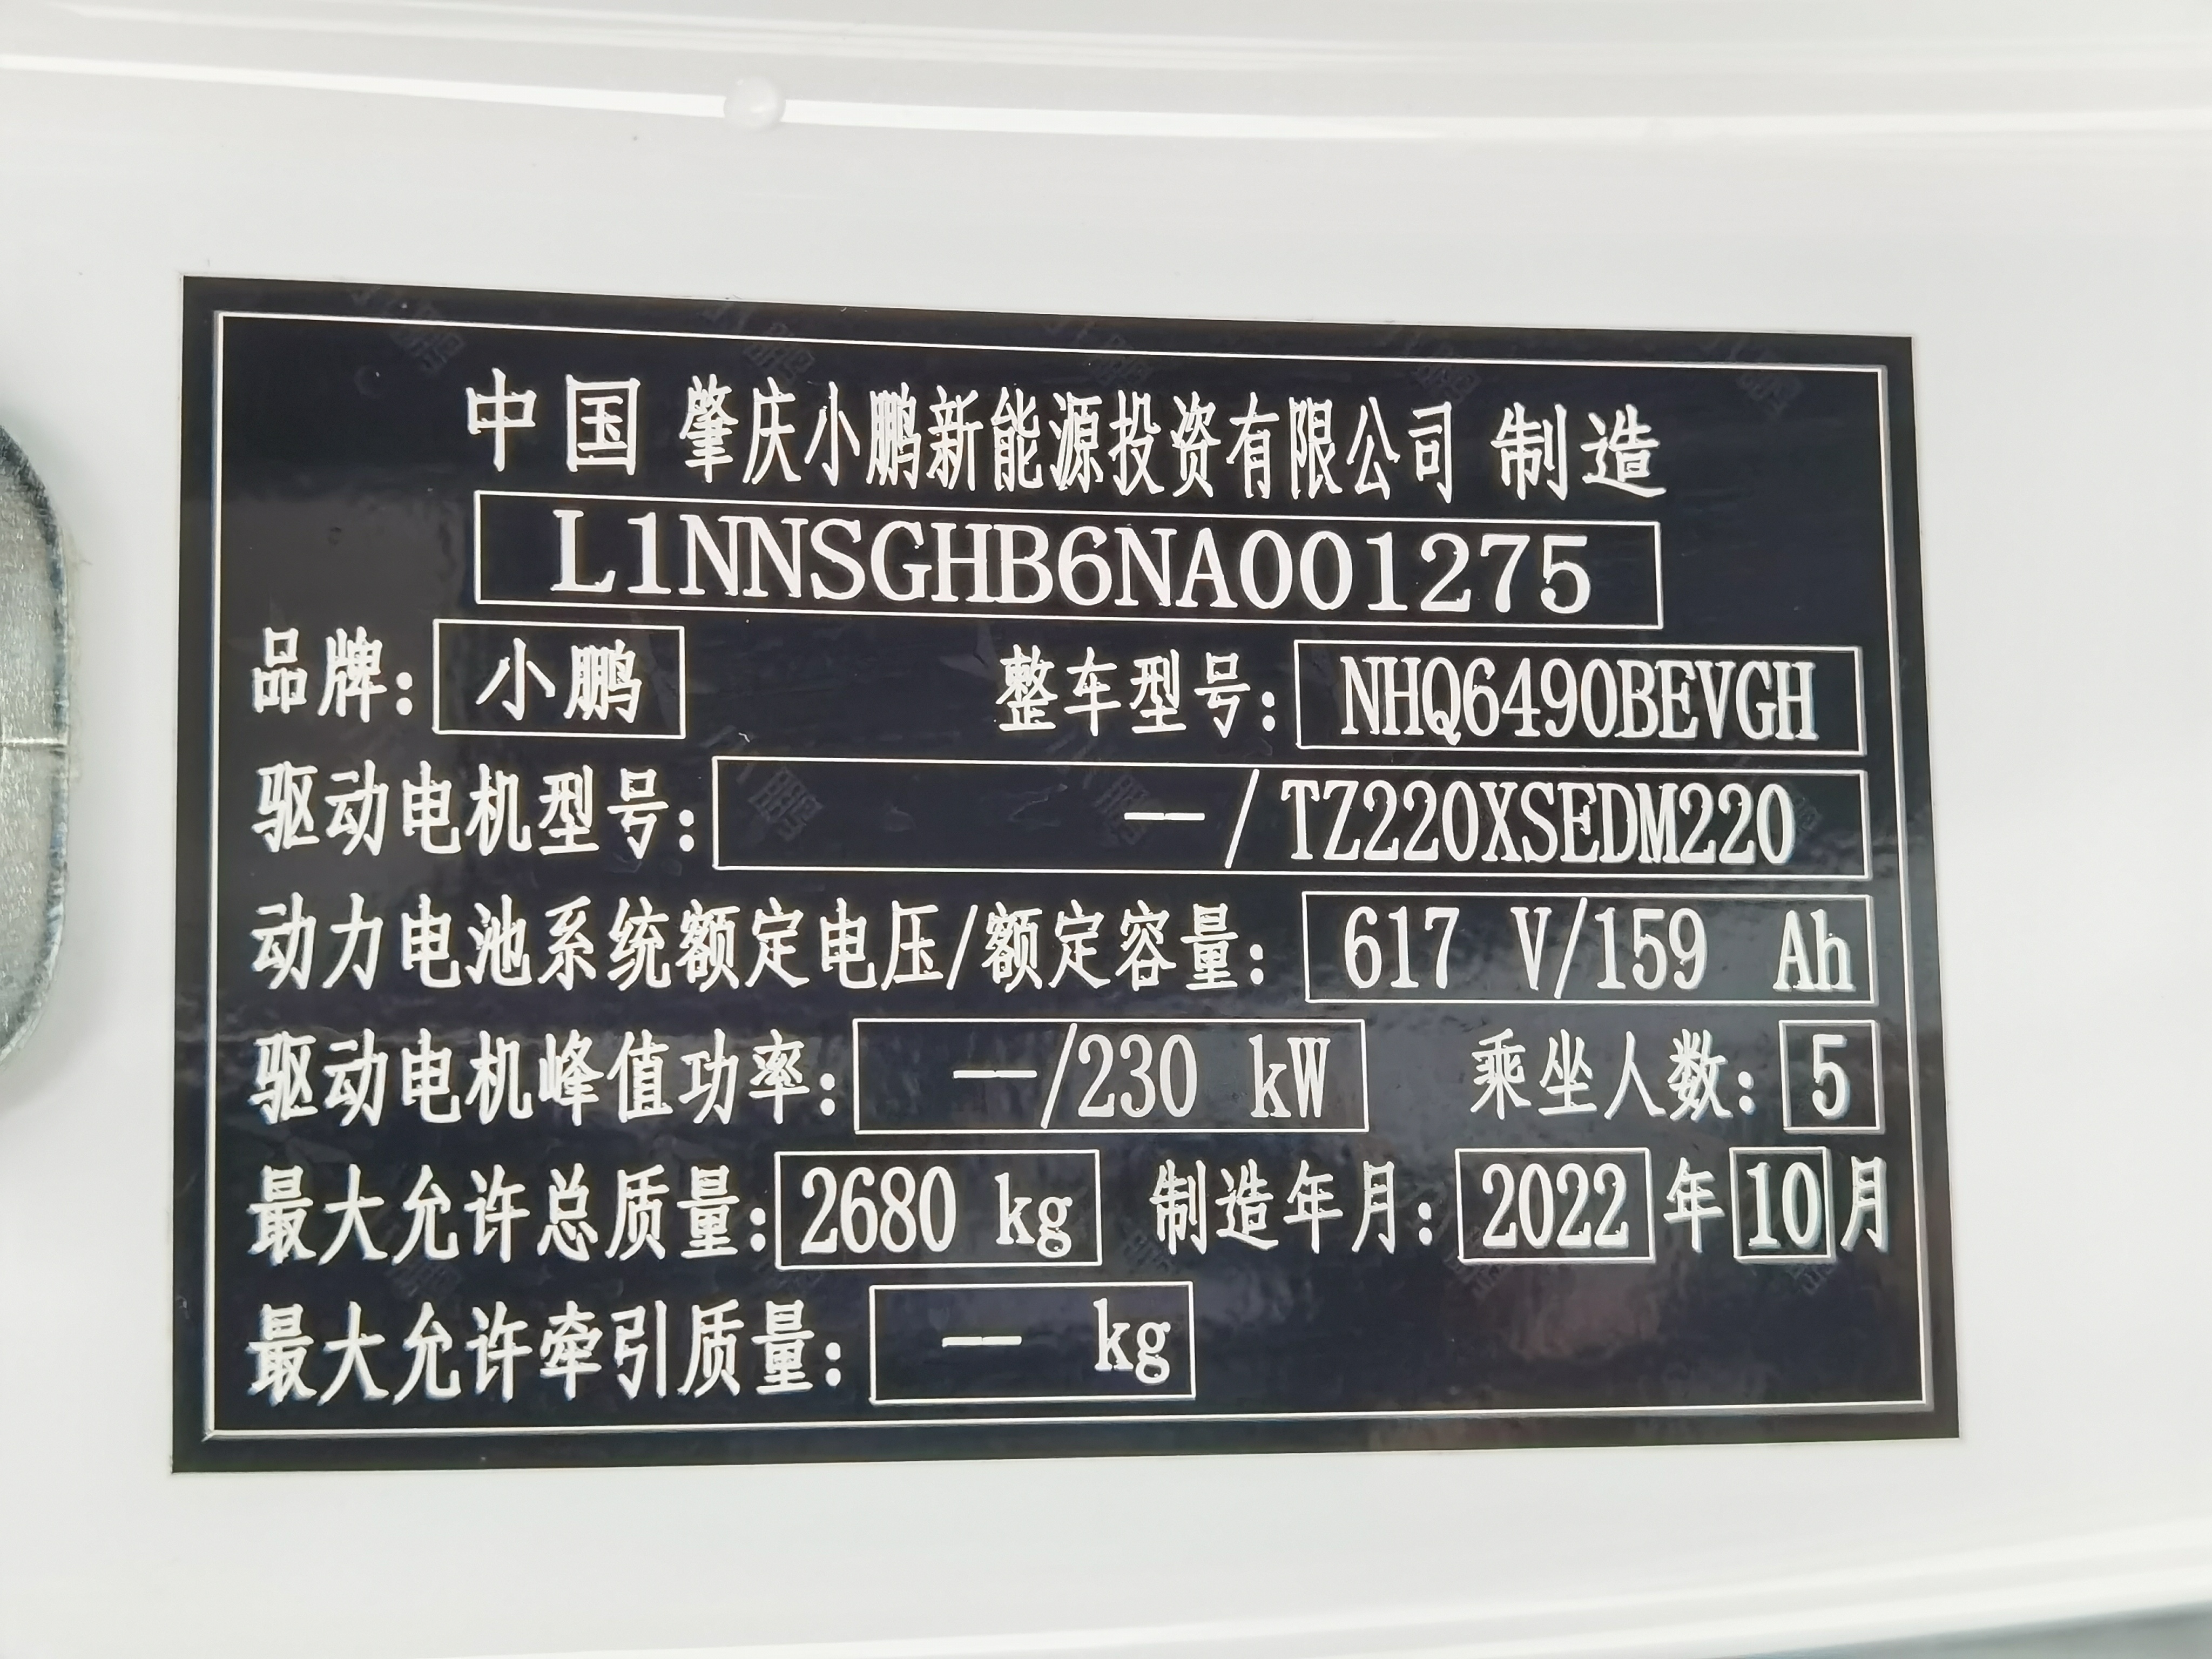 中国 肇庆小鹏新能源投资有限公司 制造
L1NNSGHB6NA001275
品牌: 小鹏 整车型号: NHQ6490BEVGH
驱动电机型号: —/TZ220XSEDM220
动力电池系统额定电压/额定容量: 617 V/159 Ah
驱动电机峰值功率: —/230 kW 乘坐人数: 5
最大允许总质量: 2680 kg 制造年月: 2022 年 10 月
最大允许牵引质量: — kg